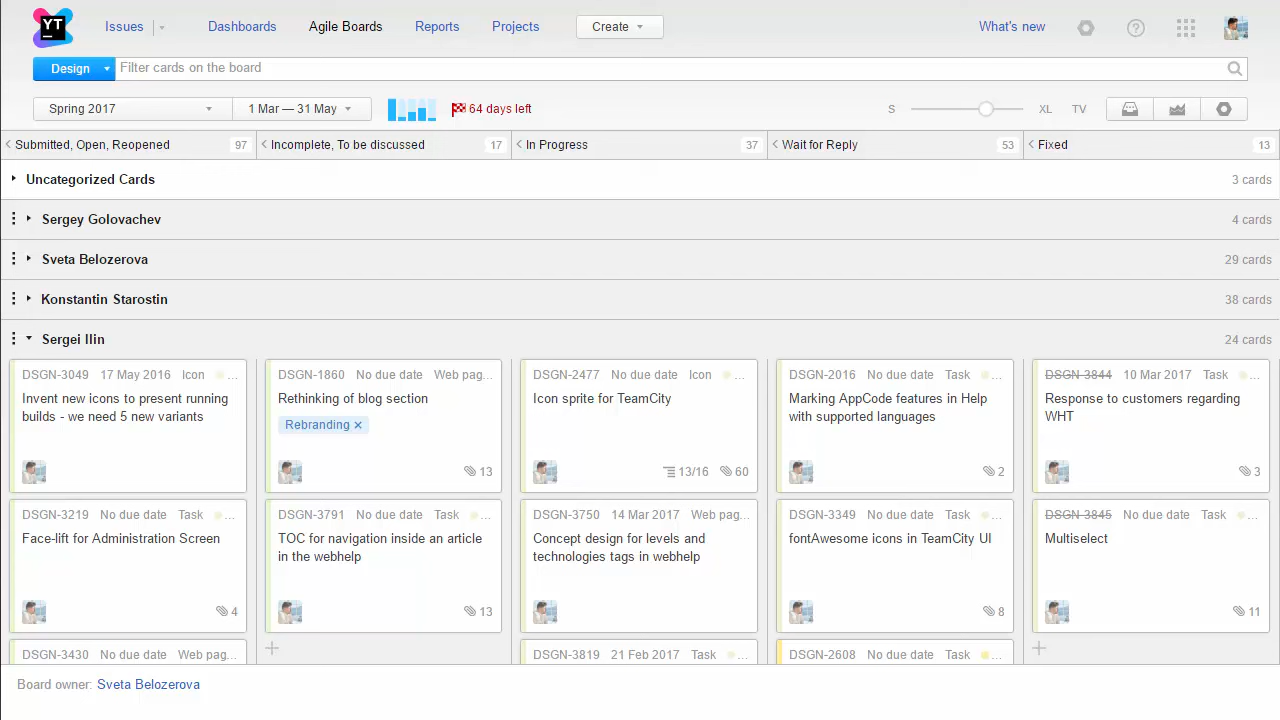 YT
Issues
Dashboards
Agile Boards
Reports
Projects
Create
What's new
Design
Filter cards on the board
Spring 2017
1 Mar — 31 May
64 days left
S
XL
TV
Submitted, Open, Reopened 97
Incomplete, To be discussed 17
In Progress 37
Wait for Reply 53
Fixed 13
Uncategorized Cards 3 cards
Sergey Golovachev 4 cards
Sveta Belozerova 29 cards
Konstantin Starostin 38 cards
Sergei Ilin 24 cards
DSGN-3049 17 May 2016 Icon ...
Invent new icons to present running
builds - we need 5 new variants
DSGN-1860 No due date Web pag...
Rethinking of blog section
Rebranding ×
13
DSGN-2477 No due date Icon ...
Icon sprite for TeamCity
13/16 60
DSGN-2016 No due date Task ...
Marking AppCode features in Help
with supported languages
2
DSGN-3844 10 Mar 2017 Task ...
Response to customers regarding
WHT
3
DSGN-3219 No due date Task ...
Face-lift for Administration Screen
4
DSGN-3791 No due date Task ...
TOC for navigation inside an article
in the webhelp
13
DSGN-3750 14 Mar 2017 Web pag...
Concept design for levels and
technologies tags in webhelp
DSGN-3349 No due date Task ...
fontAwesome icons in TeamCity UI
8
DSGN-3845 No due date Task ...
Multiselect
11
DSGN-3430 No due date Web pag...
DSGN-3819 21 Feb 2017 Task ...
DSGN-2608 No due date Task ...
Board owner: Sveta Belozerova